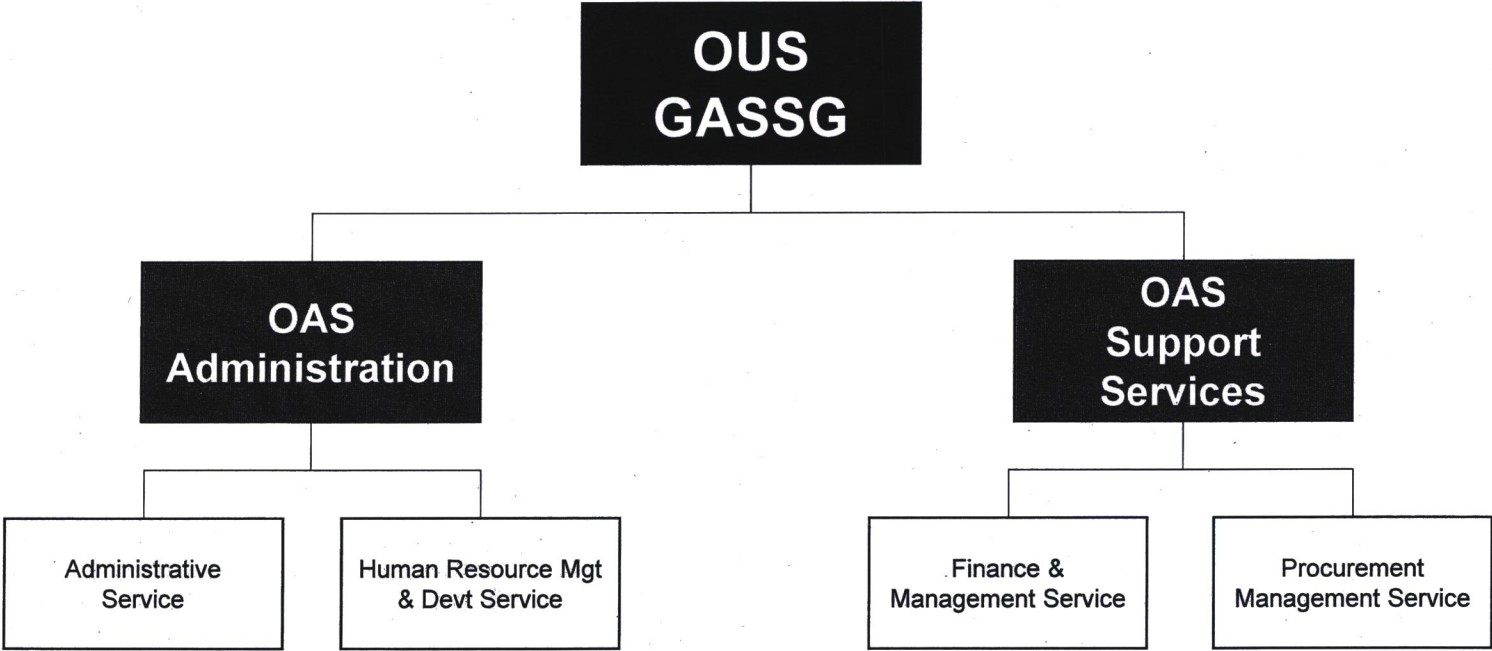 OUS
GASSG
OAS
Administration
OAS
Support
Services
Administrative
Service
Human Resource Mgt
& Devt Service
Finance &
Management Service
Procurement
Management Service